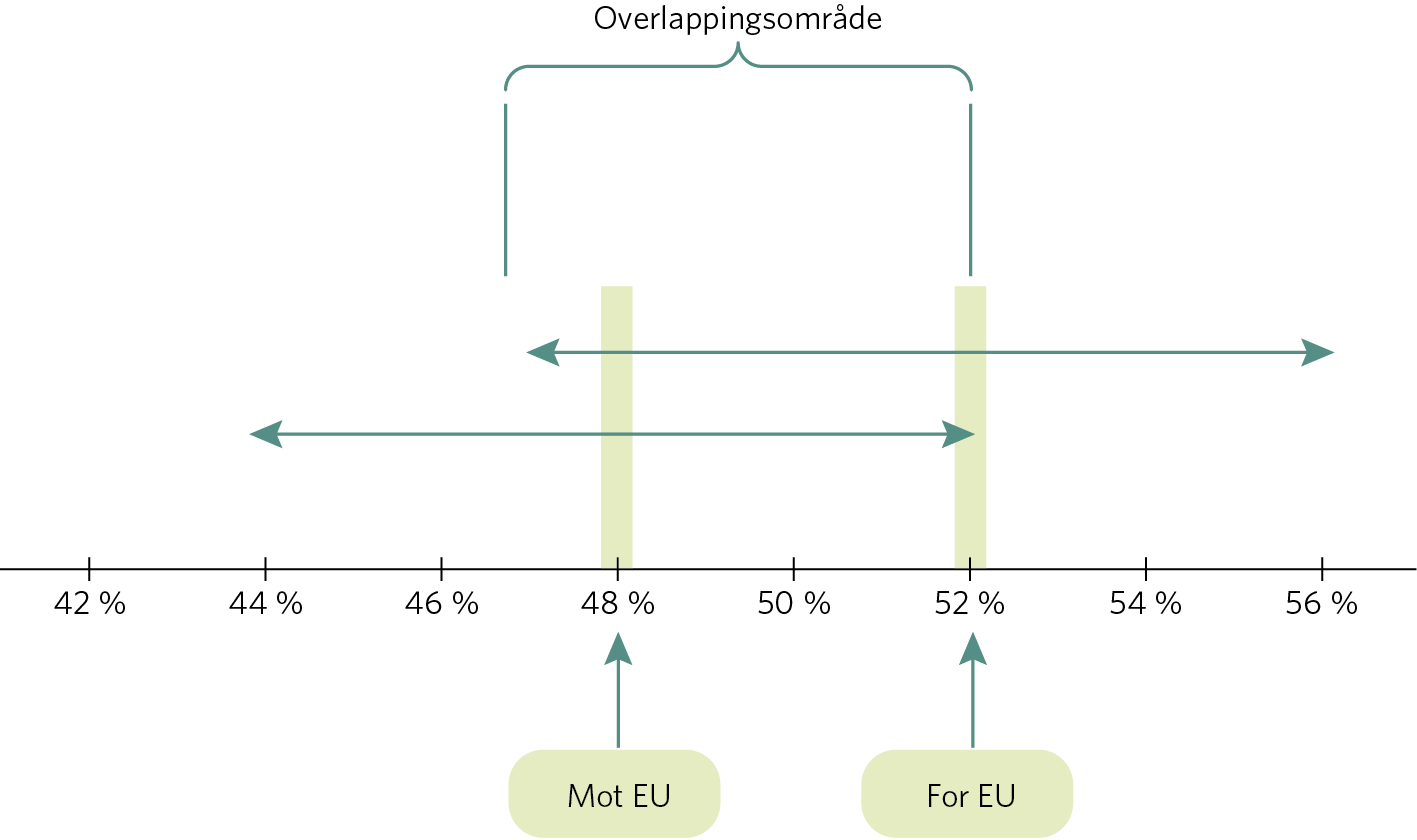 Overlappingsområde
42 % 44 % 46 % 48 % 50 % 52 % 54 % 56 %
Mot EU For EU